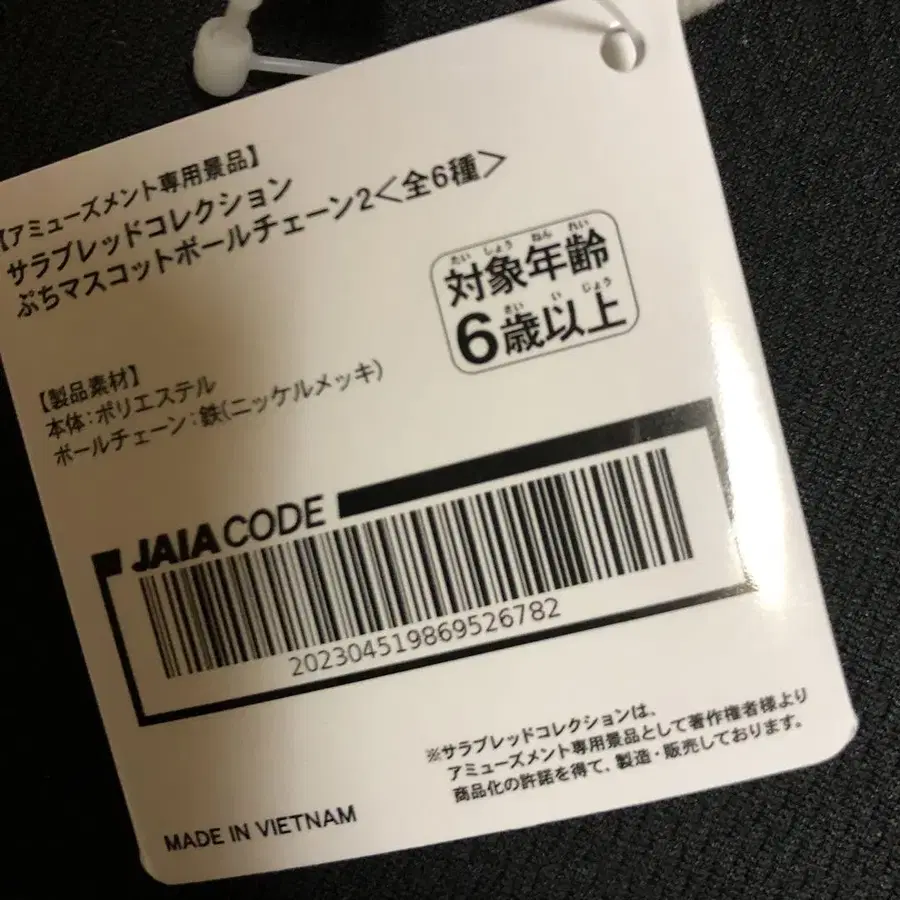 【アミューズメント専用景品】
サラブレッドコレクション
ぷちマスコットボールチェーン2<全6種>
たい しょう ねん れい
対象年齢
さい い じょう
6歳以上
【製品素材】
本体：ポリエステル
ボールチェーン：鉄(ニッケルメッキ)
JAIA CODE
202304519869526782
※サラブレッドコレクションは、
アミューズメント専用景品として著作権者様より
商品化の許諾を得て、製造・販売しております。
MADE IN VIETNAM